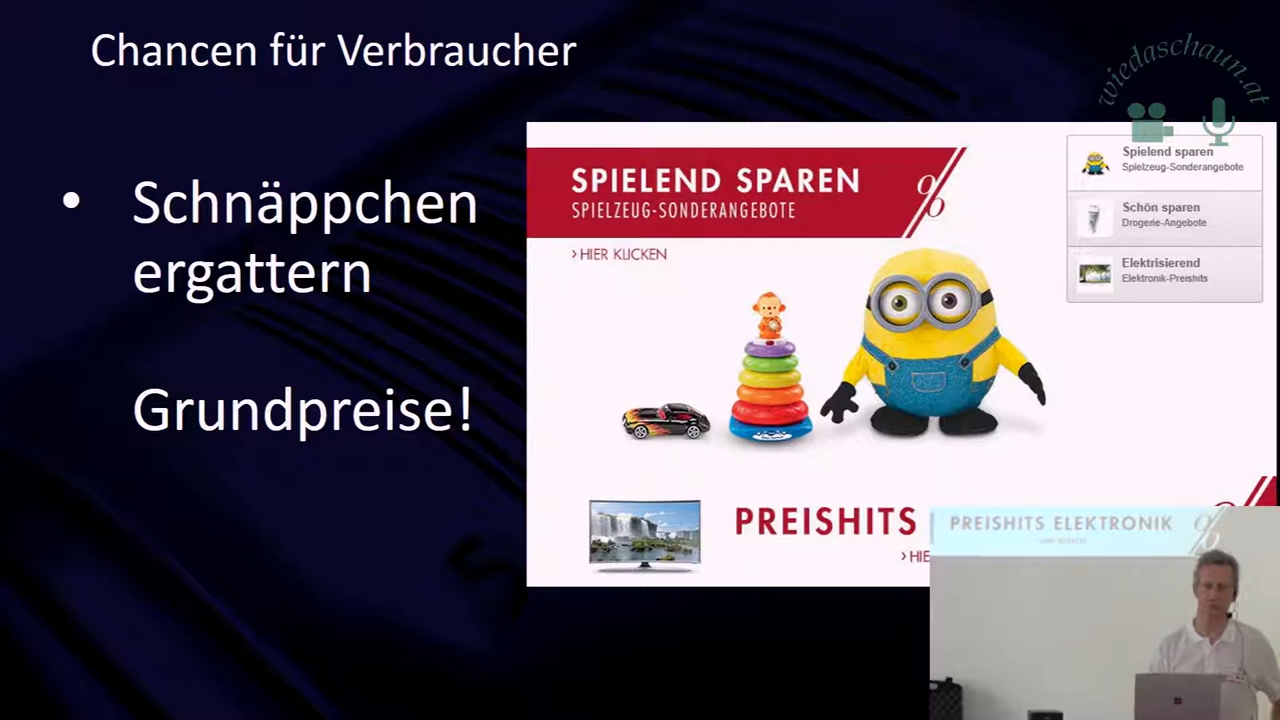 Chancen für Verbraucher
wiedaschaun.at
• Schnäppchen
ergattern
Grundpreise!
SPIELEND SPAREN %
SPIELZEUG-SONDERANGEBOTE
› HIER KLICKEN
Spielend sparen
Spielzeug-Sonderangebote
Schön sparen
Drogerie-Angebote
Elektrisierend
Elektronik-Preishits
PREISHITS
› HIE
PREISHITS ELEKTRONIK %